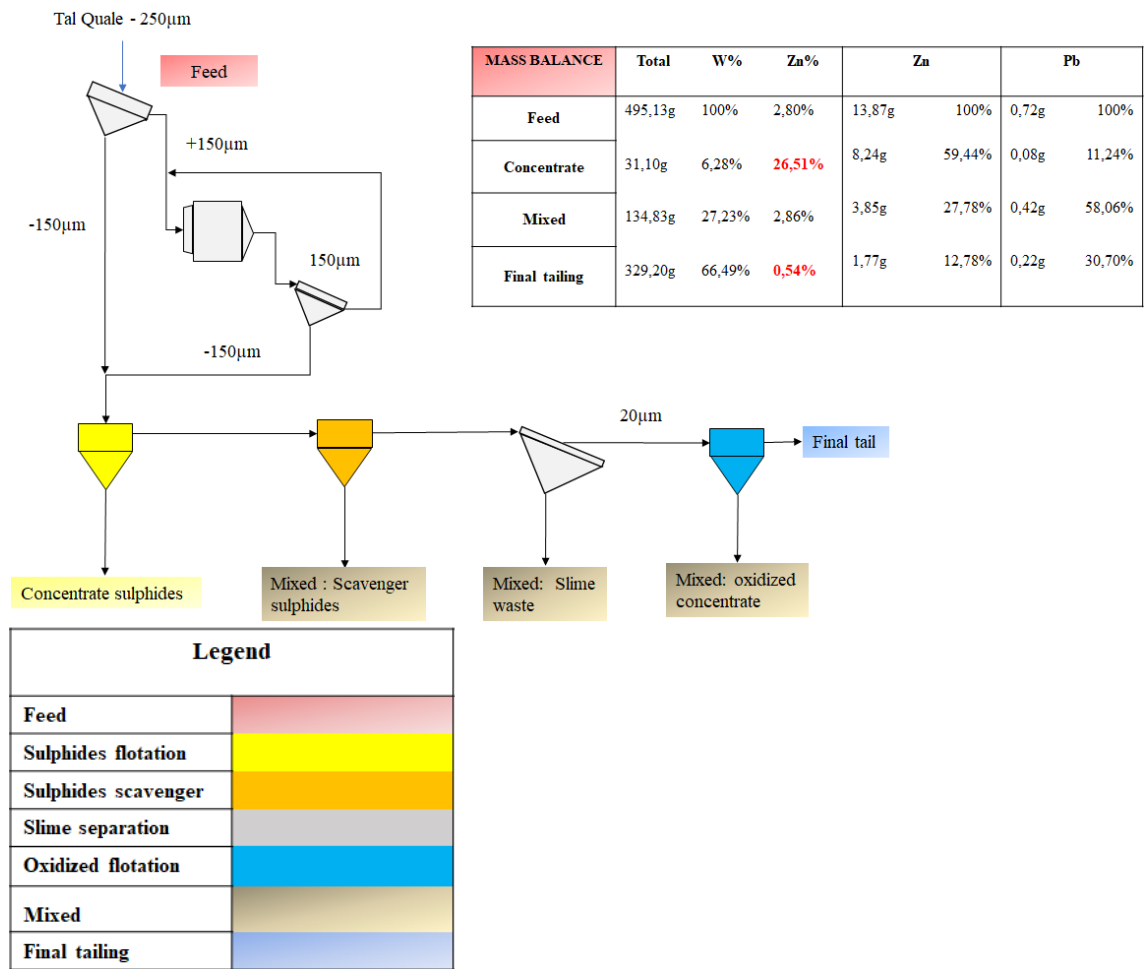 Tal Quale - 250µm
Feed
+150µm
-150µm
150µm
-150µm
20µm
Final tail
Concentrate sulphides
Mixed : Scavenger
sulphides
Mixed: Slime
waste
Mixed: oxidized
concentrate
MASS BALANCE Total W% Zn% Zn Pb
Feed 495,13g 100% 2,80% 13,87g 100% 0,72g 100%
Concentrate 31,10g 6,28% 26,51% 8,24g 59,44% 0,08g 11,24%
Mixed 134,83g 27,23% 2,86% 3,85g 27,78% 0,42g 58,06%
Final tailing 329,20g 66,49% 0,54% 1,77g 12,78% 0,22g 30,70%
Legend
Feed
Sulphides flotation
Sulphides scavenger
Slime separation
Oxidized flotation
Mixed
Final tailing